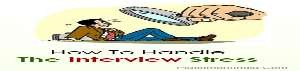 How To Handle
The Interview Stress